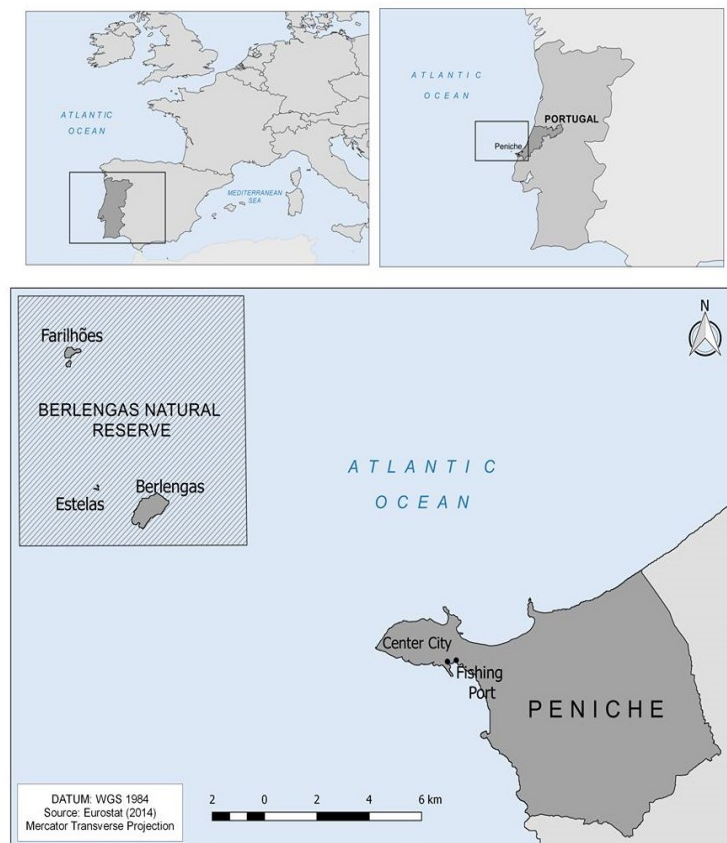 ATLANTIC
OCEAN
MEDITERRANEAN
SEA
ATLANTIC
OCEAN
PORTUGAL
Peniche
N
Farilhões
BERLENGAS NATURAL
RESERVE
Estelas
Berlengas
ATLANTIC
OCEAN
Center City
Fishing
Port
PENICHE
DATUM: WGS 1984
Source: Eurostat (2014)
Mercator Transverse Projection
2 0 2 4 6 km